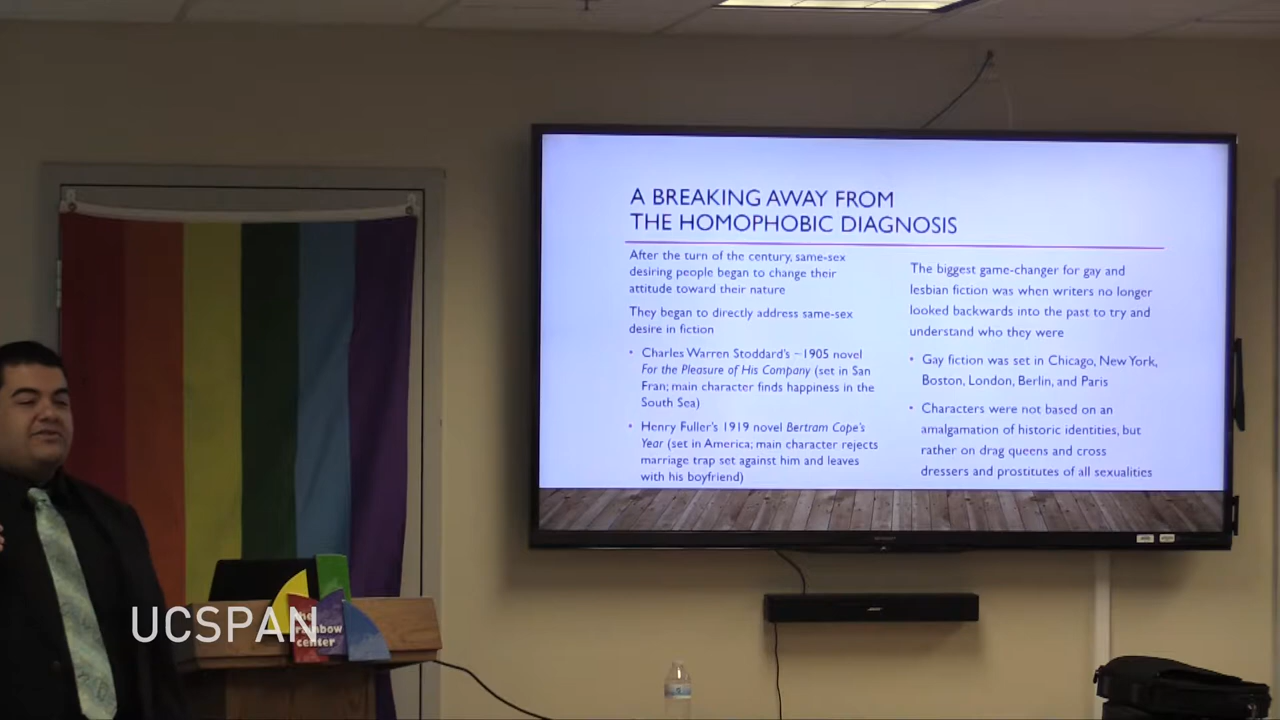 A BREAKING AWAY FROM
THE HOMOPHOBIC DIAGNOSIS
After the turn of the century, same-sex
desiring people began to change their
attitude toward their nature
They began to directly address same-sex
desire in fiction
• Charles Warren Stoddard's ~1905 novel
For the Pleasure of His Company (set in San
Fran; main character finds happiness in the
South Sea)
• Henry Fuller's 1919 novel Bertram Cope's
Year (set in America; main character rejects
marriage trap set against him and leaves
with his boyfriend)
The biggest game-changer for gay and
lesbian fiction was when writers no longer
looked backwards into the past to try and
understand who they were
• Gay fiction was set in Chicago, New York,
Boston, London, Berlin, and Paris
• Characters were not based on an
amalgamation of historic identities, but
rather on drag queens and cross
dressers and prostitutes of all sexualities
UCSPAN
the
rainbow
center